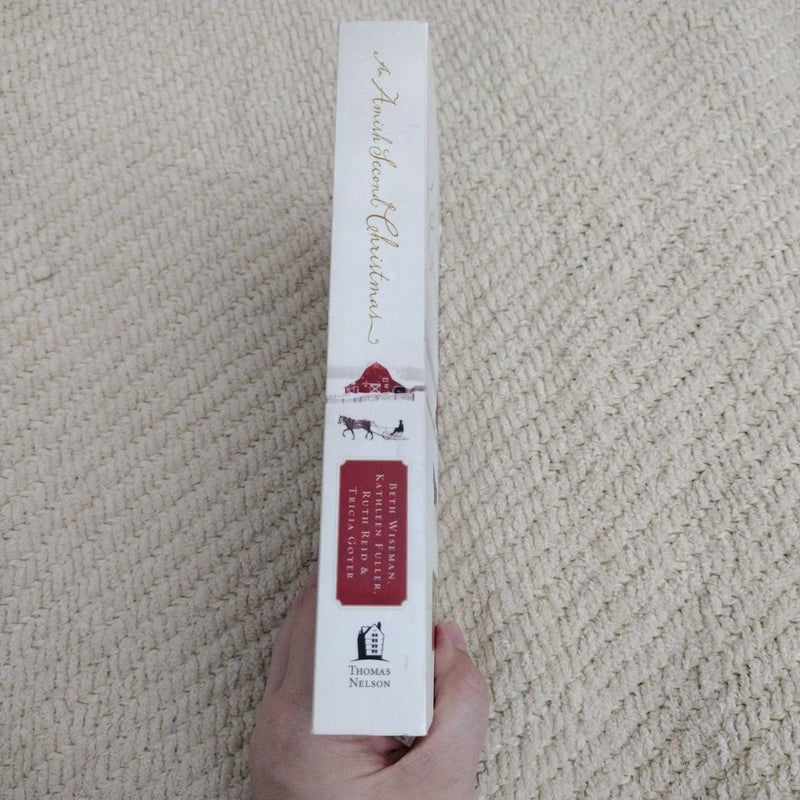 An Amish Second Christmas
BETH WISEMAN,
KATHLEEN FULLER,
RUTH REID &
TRICIA GOYER
THOMAS
NELSON